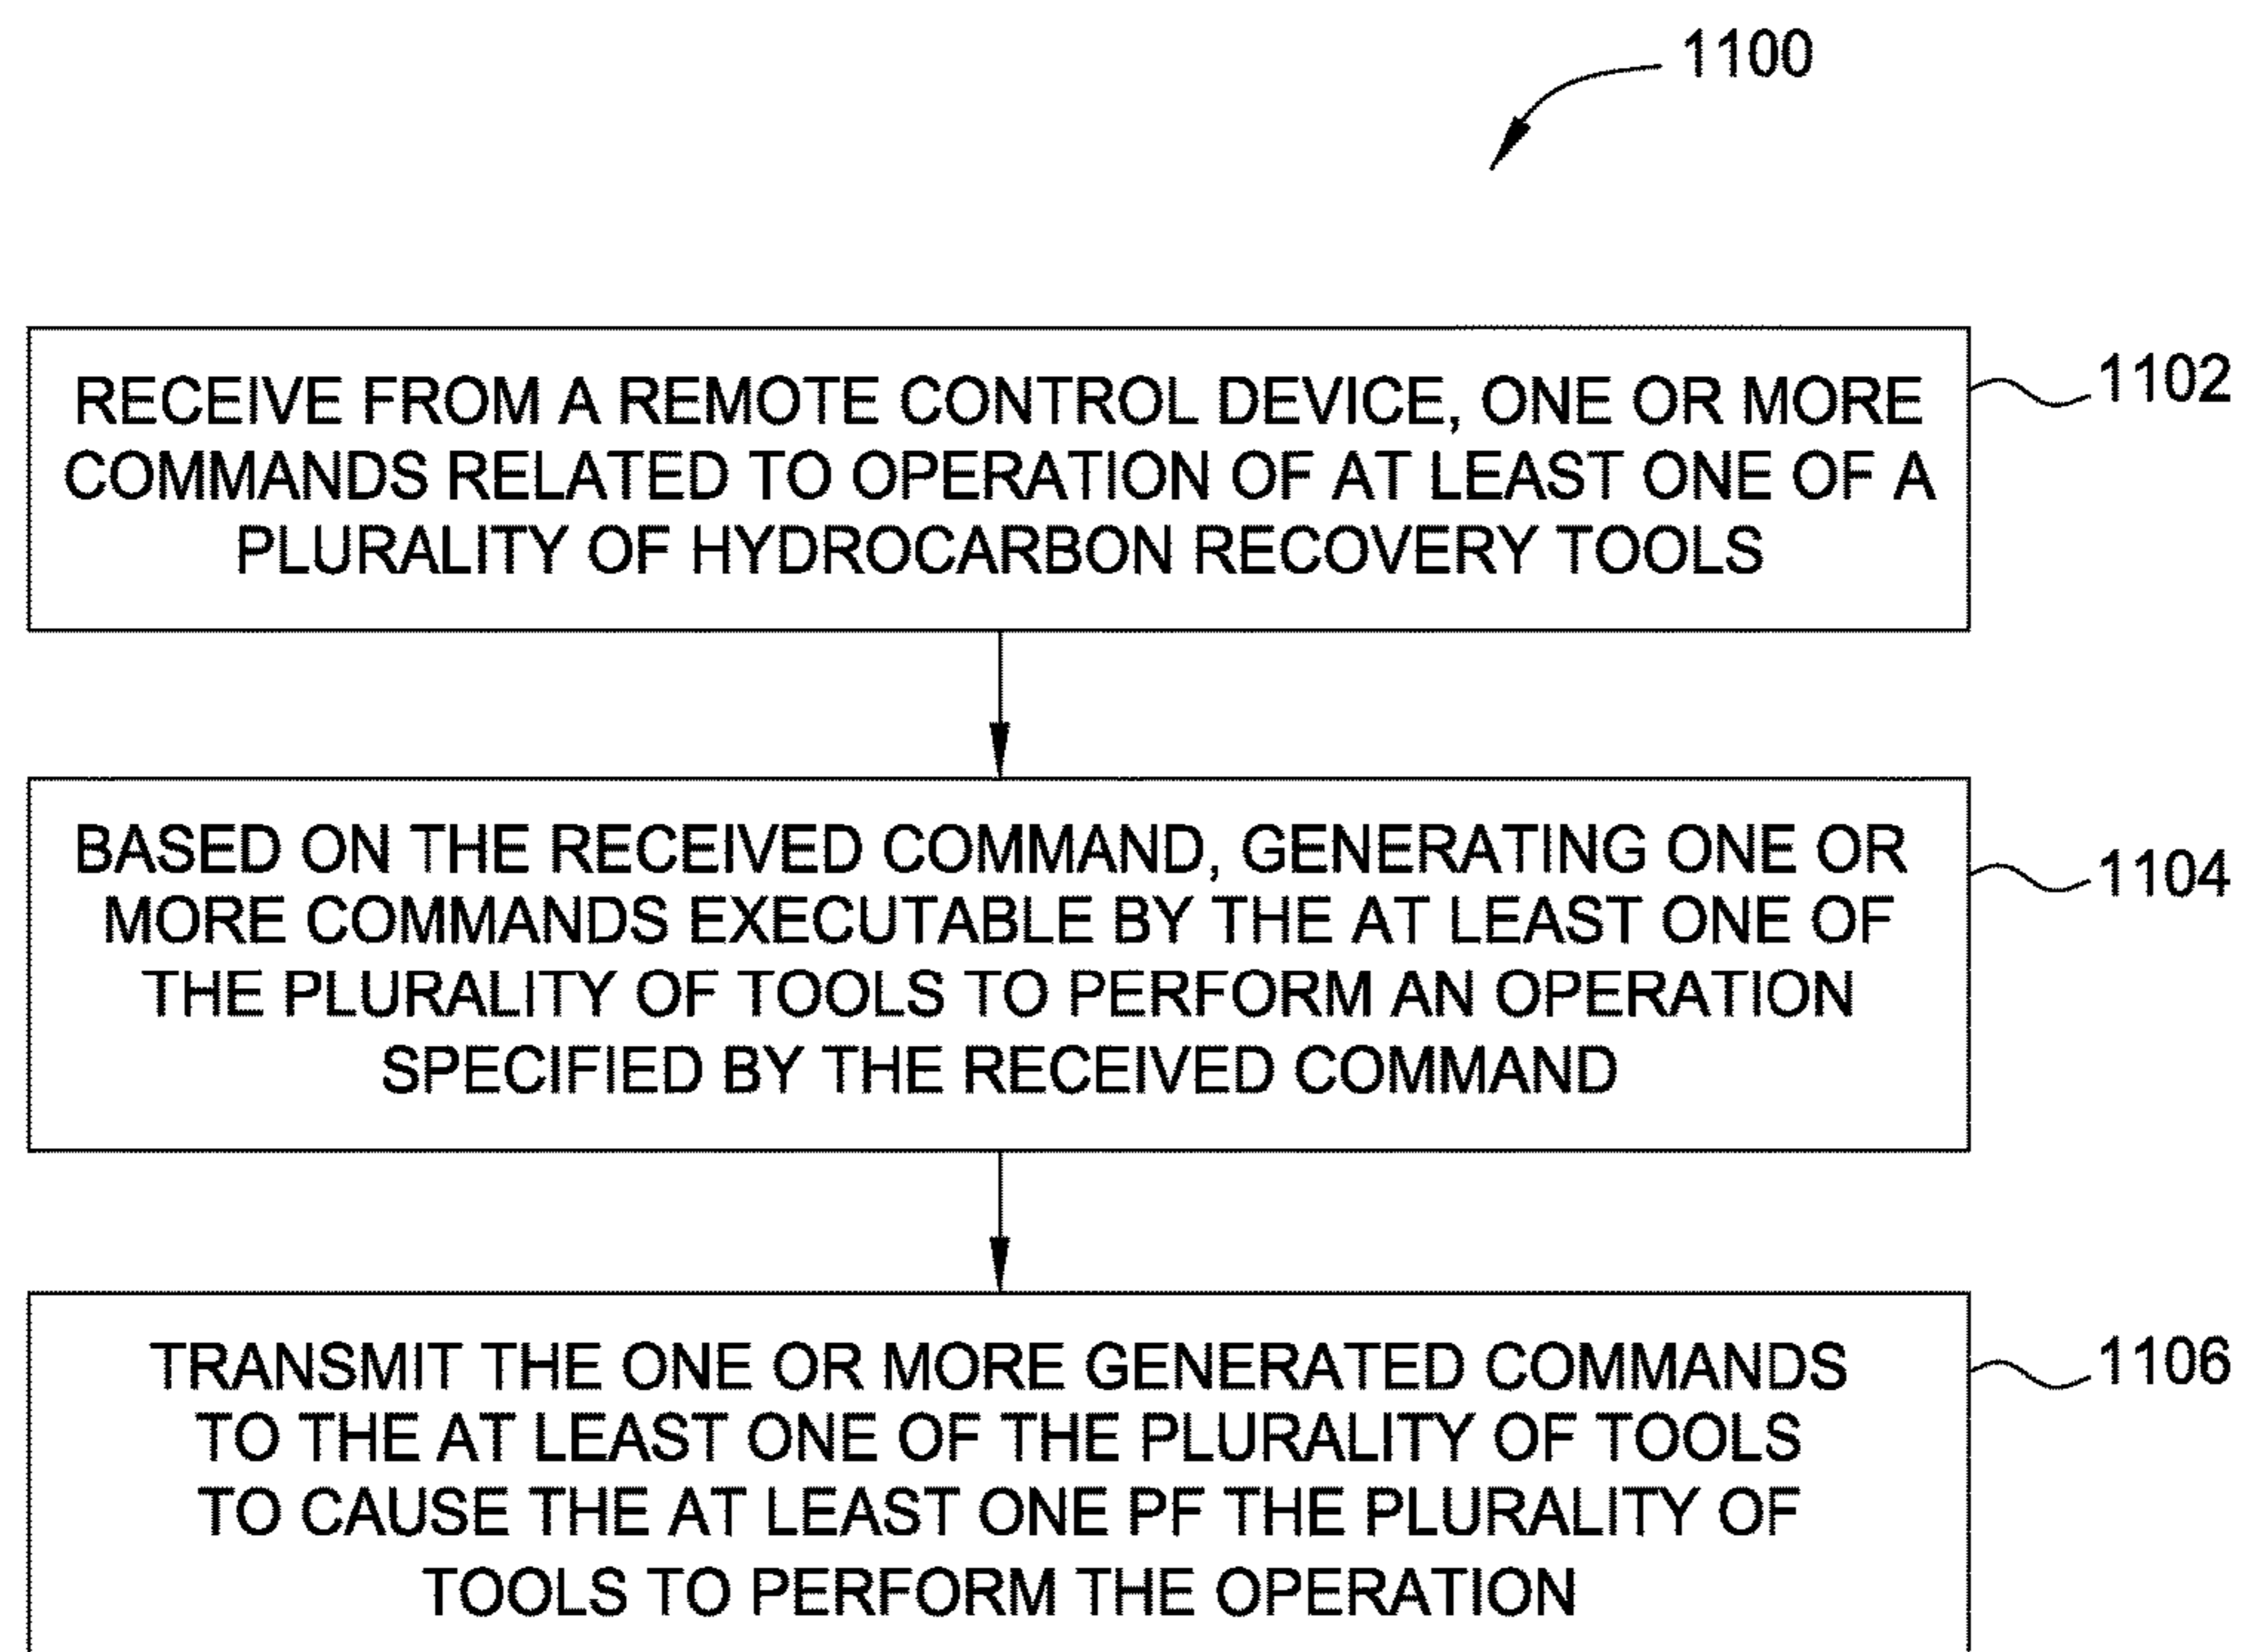 1100
RECEIVE FROM A REMOTE CONTROL DEVICE, ONE OR MORE
COMMANDS RELATED TO OPERATION OF AT LEAST ONE OF A
PLURALITY OF HYDROCARBON RECOVERY TOOLS
1102
BASED ON THE RECEIVED COMMAND, GENERATING ONE OR
MORE COMMANDS EXECUTABLE BY THE AT LEAST ONE OF
THE PLURALITY OF TOOLS TO PERFORM AN OPERATION
SPECIFIED BY THE RECEIVED COMMAND
1104
TRANSMIT THE ONE OR MORE GENERATED COMMANDS
TO THE AT LEAST ONE OF THE PLURALITY OF TOOLS
TO CAUSE THE AT LEAST ONE PF THE PLURALITY OF
TOOLS TO PERFORM THE OPERATION
1106